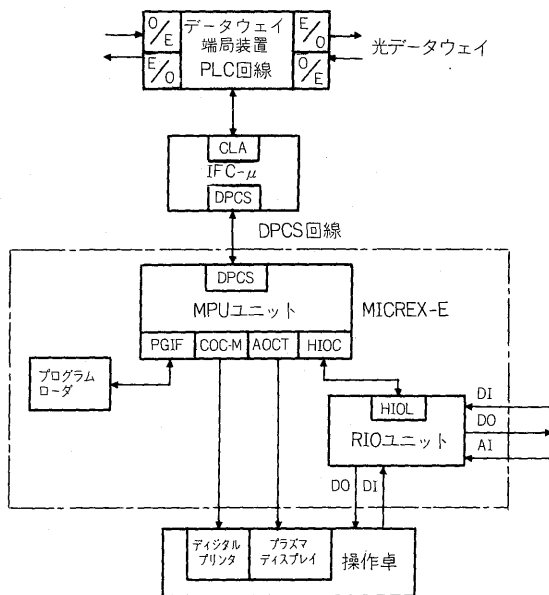 O/E
データウェイ
端局装置
PLC回線
E/O
E/O
O/E
光データウェイ
CLA
IFC-μ
DPCS
DPCS回線
DPCS
MPUユニット
MICREX-E
PGIF
COC-M
AOCT
HIOC
プログラム
ローダ
HIOL
RIOユニット
DI
DO
AI
DO
DI
ディジタル
プリンタ
プラズマ
ディスプレイ
操作卓